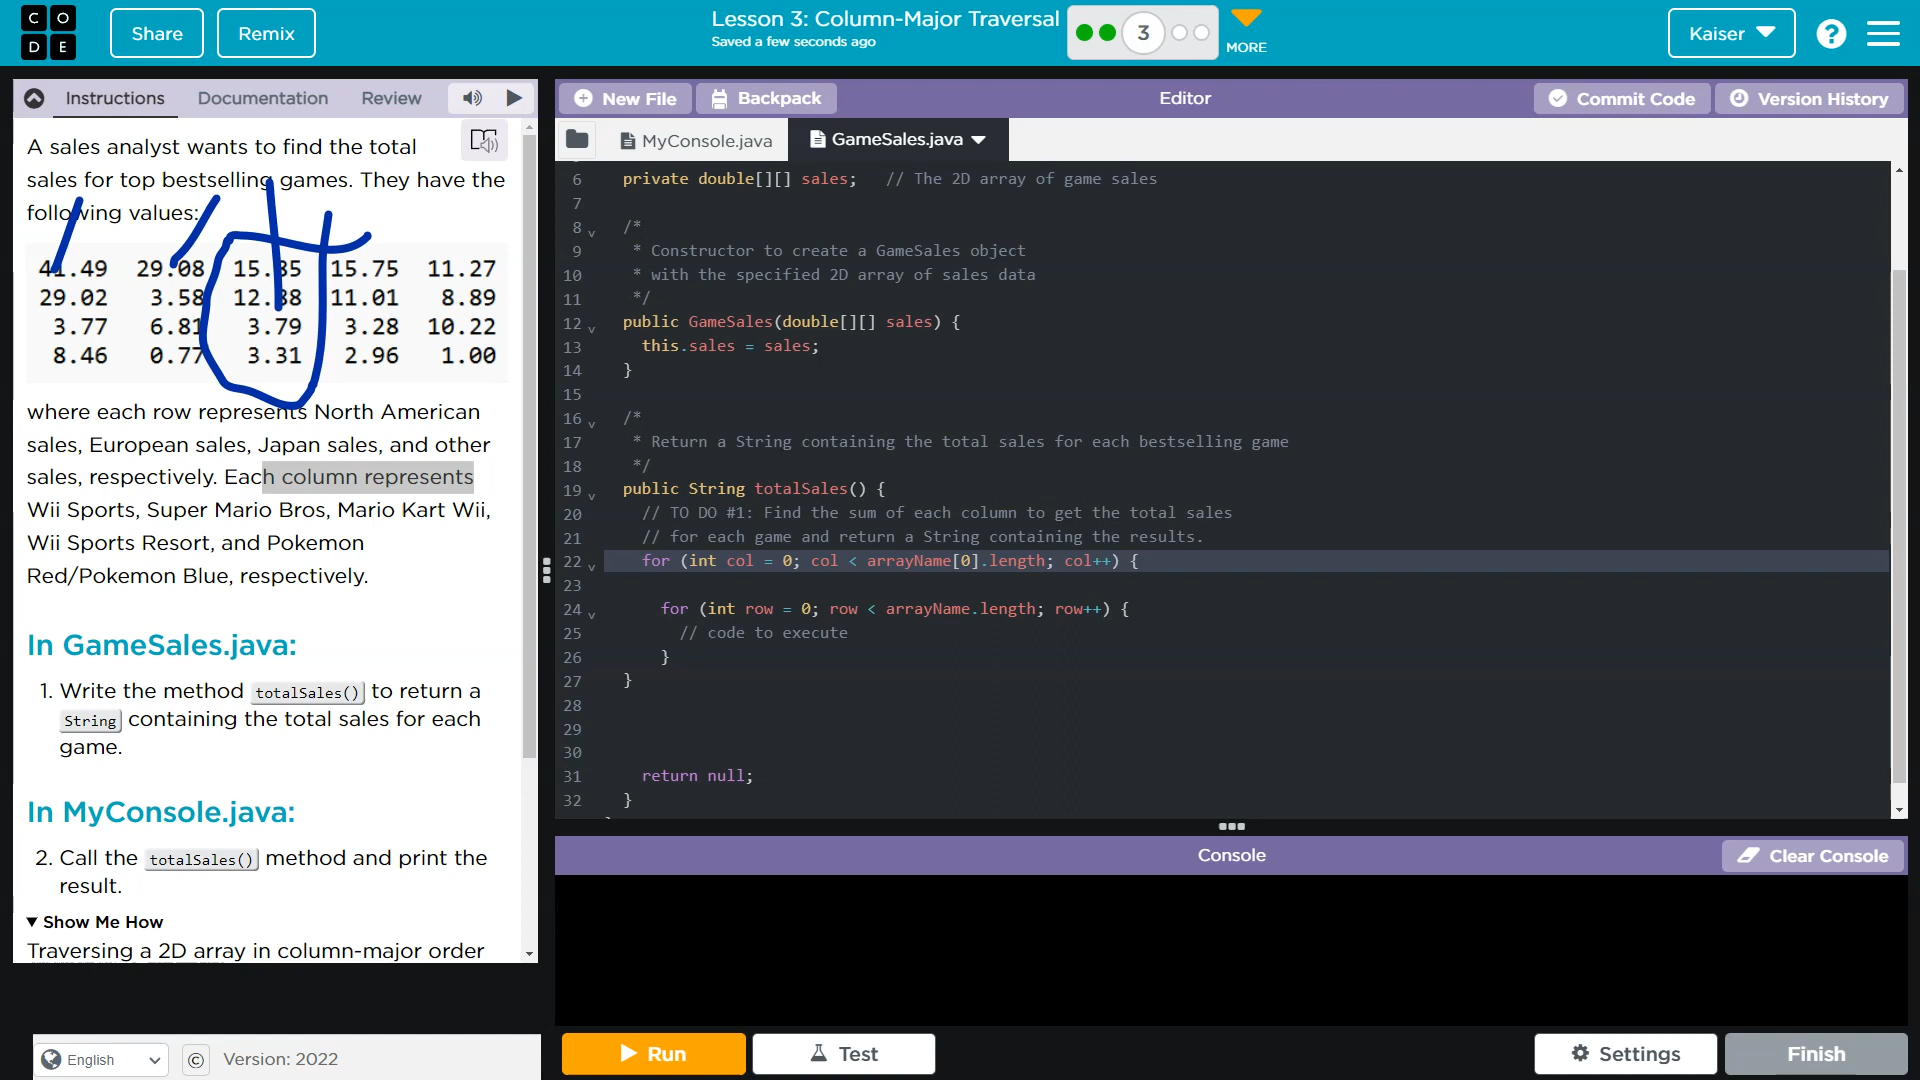 CODE
Share
Remix
Lesson 3: Column-Major Traversal
Saved a few seconds ago
3
MORE
Kaiser
?
Instructions
Documentation
Review
New File
Backpack
Editor
Commit Code
Version History
MyConsole.java
GameSales.java
A sales analyst wants to find the total
sales for top bestselling games. They have the
following values:
41.49 29.08 15.85 15.75 11.27
29.02 3.58 12.88 11.01 8.89
3.77 6.81 3.79 3.28 10.22
8.46 0.77 3.31 2.96 1.00
where each row represents North American
sales, European sales, Japan sales, and other
sales, respectively. Each column represents
Wii Sports, Super Mario Bros, Mario Kart Wii,
Wii Sports Resort, and Pokemon
Red/Pokemon Blue, respectively.
In GameSales.java:
1. Write the method totalSales() to return a
String containing the total sales for each
game.
In MyConsole.java:
2. Call the totalSales() method and print the
result.
Show Me How
Traversing a 2D array in column-major order
6 private double[][] sales; // The 2D array of game sales
7
8 /*
9 * Constructor to create a GameSales object
10 * with the specified 2D array of sales data
11 */
12 public GameSales(double[][] sales) {
13 this.sales = sales;
14 }
15
16 /*
17 * Return a String containing the total sales for each bestselling game
18 */
19 public String totalSales() {
20 // TO DO #1: Find the sum of each column to get the total sales
21 // for each game and return a String containing the results.
22 for (int col = 0; col < arrayName[0].length; col++) {
23
24 for (int row = 0; row < arrayName.length; row++) {
25 // code to execute
26 }
27 }
28
29
30
31 return null;
32 }
Console
Clear Console
English
©
Version: 2022
Run
Test
Settings
Finish